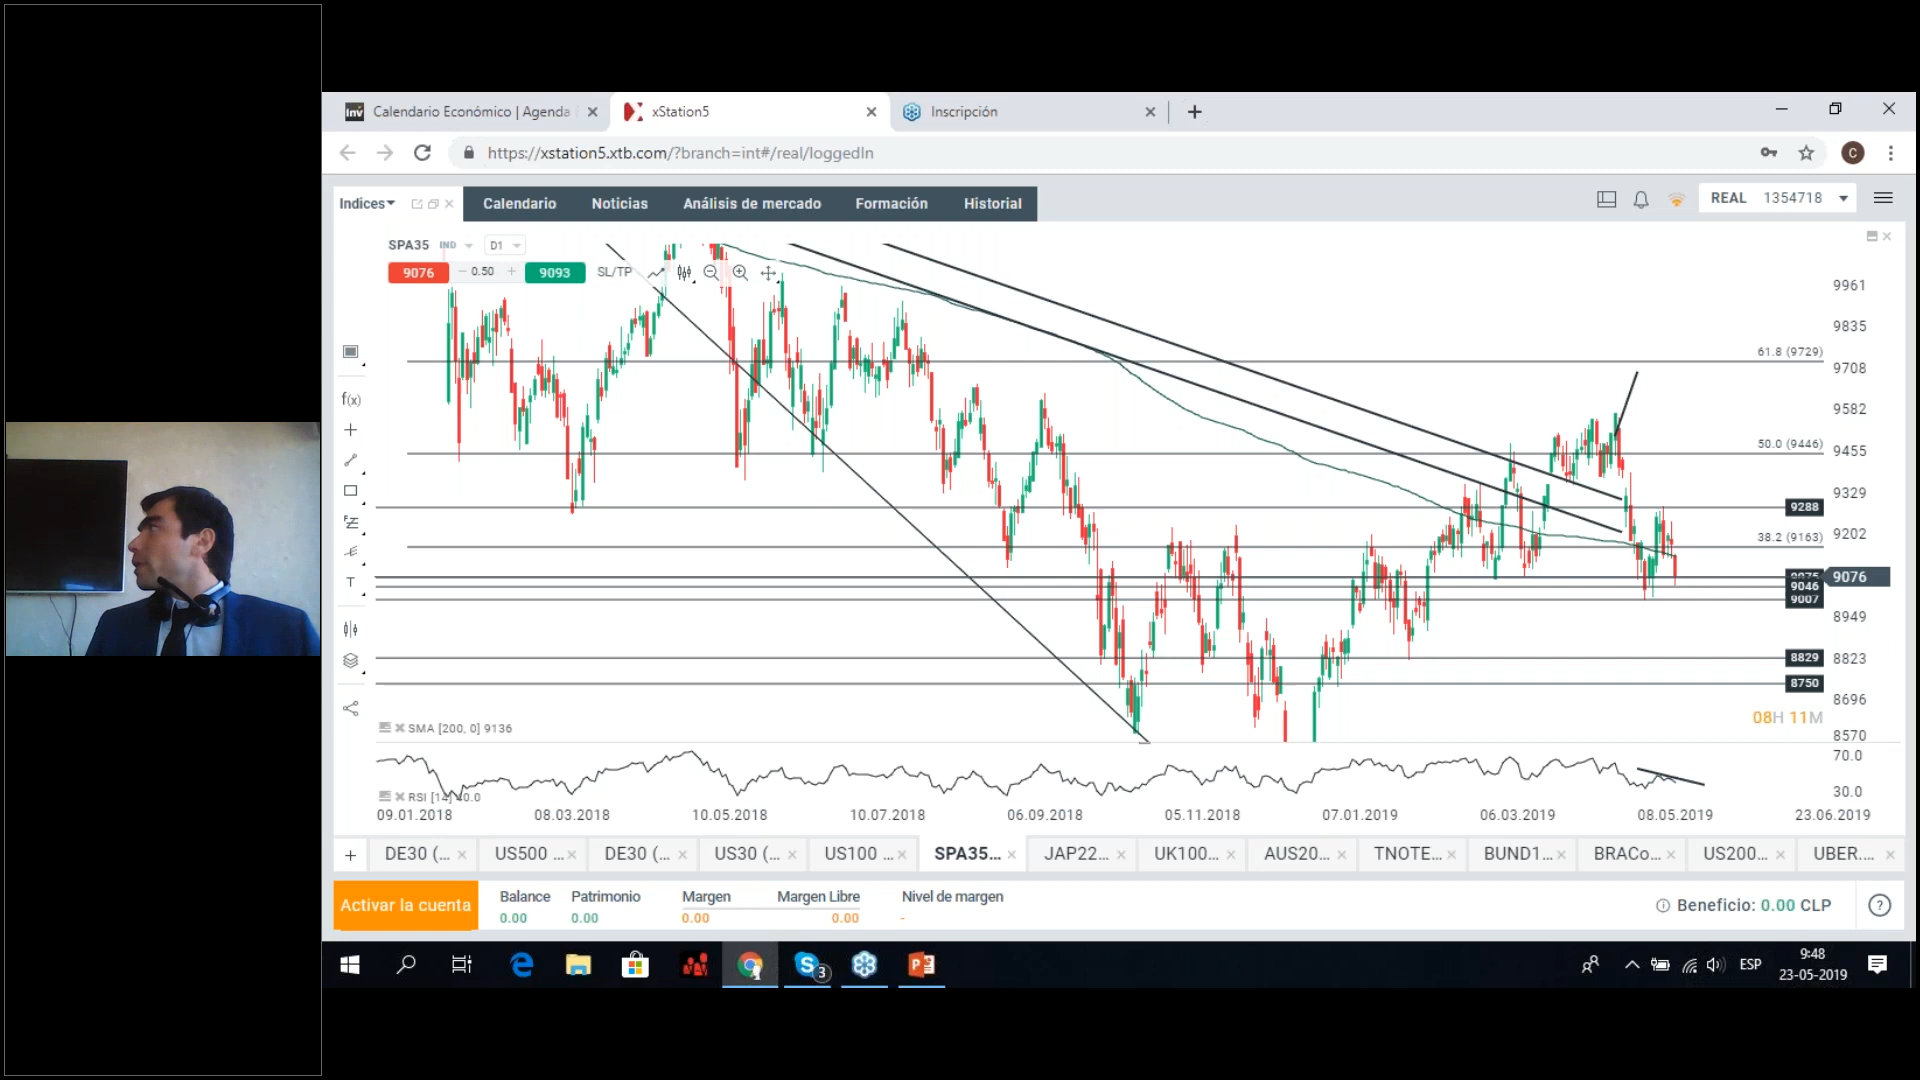 Calendario Económico | Agenda
xStation5
Inscripción
https://xstation5.xtb.com/?branch=int#/real/loggedIn
C
Indices
Calendario
Noticias
Análisis de mercado
Formación
Historial
REAL 1354718
SPA35 IND D1
9076 0.50 9093 SL/TP
9961
9835
61.8 (9729)
9708
9582
50.0 (9446)
9455
9329
9288
9202
38.2 (9163)
9076
9046
9007
8949
8829
8823
8750
8696
08H 11M
8570
SMA [200, 0] 9136
70.0
30.0
RSI [14] 40.0
09.01.2018
08.03.2018
10.05.2018
10.07.2018
06.09.2018
05.11.2018
07.01.2019
06.03.2019
08.05.2019
23.06.2019
f(x)
T
DE30 (...
US500 ...
DE30 (...
US30 (...
US100 ...
SPA35...
JAP22...
UK100...
AUS20...
TNOTE...
BUND1...
BRACo...
US200...
UBER....
Activar la cuenta
Balance
0.00
Patrimonio
0.00
Margen
0.00
Margen Libre
0.00
Nivel de margen
-
Beneficio: 0.00 CLP
3
ESP
9:48
23-05-2019